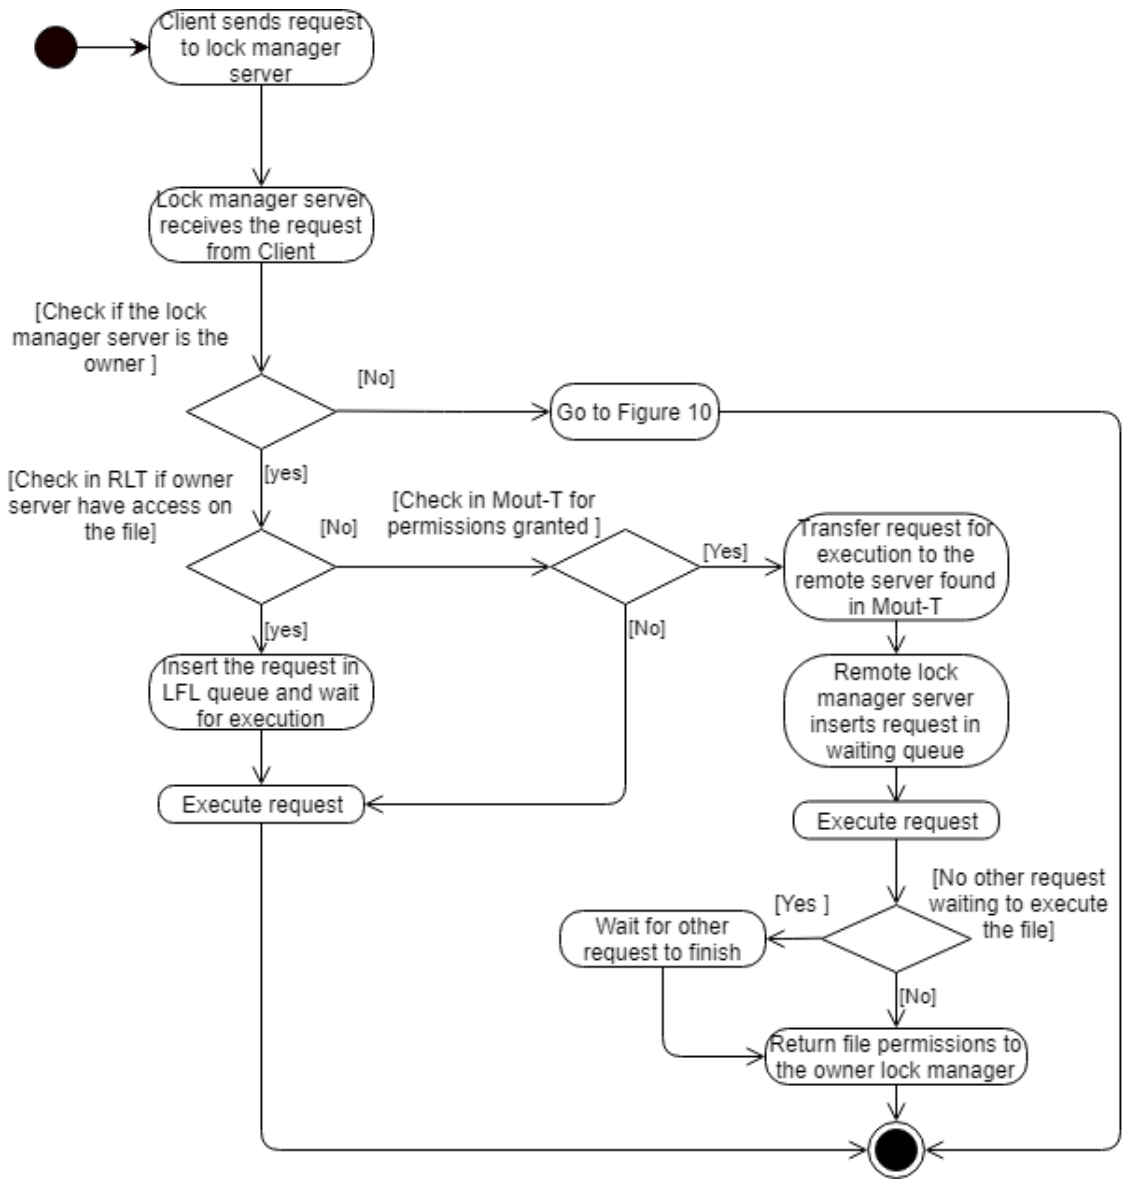 Client sends request
to lock manager
server
Lock manager server
receives the request
from Client
[Check if the lock
manager server is the
owner ]
[No]
Go to Figure 10
[yes]
[Check in RLT if owner
server have access on
the file]
[No]
[Check in Mout-T for
permissions granted ]
[Yes]
Transfer request for
execution to the
remote server found
in Mout-T
[yes]
[No]
Insert the request in
LFL queue and wait
for execution
Remote lock
manager server
inserts request in
waiting queue
Execute request
Execute request
[No other request
waiting to execute
the file]
[Yes ]
Wait for other
request to finish
[No]
Return file permissions to
the owner lock manager